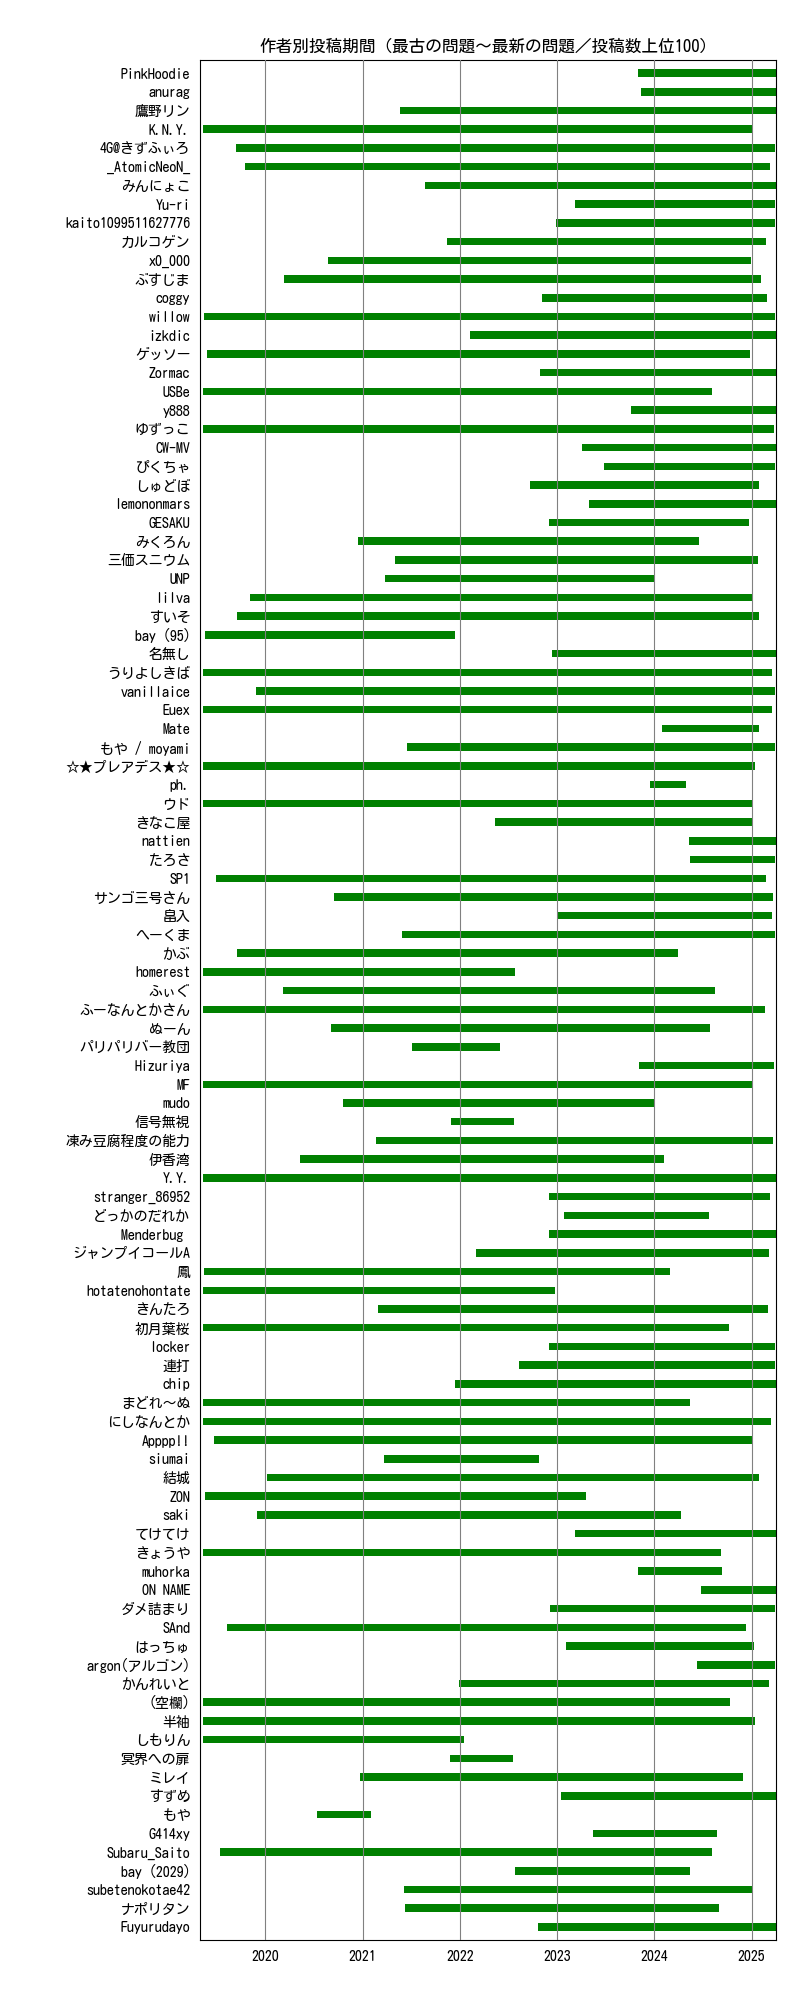 作者別投稿期間（最古の問題～最新の問題／投稿数上位100）
PinkHoodie
anurag
鷹野リン
K.N.Y.
4G@きずふぃろ
_AtomicNeoN_
みんにょこ
Yu-ri
kaito1099511627776
カルコゲン
x0_000
ぶすじま
coggy
willow
izkdic
ゲッソー
Zormac
USBe
y888
ゆずっこ
CW-MV
ぴくちゃ
しゅどぼ
lemononmars
GESAKU
みくろん
三価スニウム
UNP
lilva
すいそ
bay (95)
名無し
うりよしきば
vanillaice
Euex
Mate
もや / moyami
☆★プレアデス★☆
ph.
ウド
きなこ屋
nattien
たろさ
SP1
サンゴ三号さん
畠入
へーくま
かぶ
homerest
ふぃぐ
ふーなんとかさん
ぬーん
パリパリバー教団
Hizuriya
MF
mudo
信号無視
凍み豆腐程度の能力
伊香湾
Y.Y.
stranger_86952
どっかのだれか
Menderbug
ジャンプイコールA
鳳
hotatenohontate
きんたろ
初月葉桜
locker
連打
chip
まどれ～ぬ
にしなんとか
Appppll
siumai
結城
ZON
saki
てけてけ
きょうや
muhorka
ON NAME
ダメ詰まり
SAnd
はっちゅ
argon(アルゴン)
かんれいと
(空欄)
半袖
しもりん
冥界への扉
ミレイ
すずめ
もや
G414xy
Subaru_Saito
bay (2029)
subetenokotae42
ナポリタン
Fuyurudayo
2020 2021 2022 2023 2024 2025